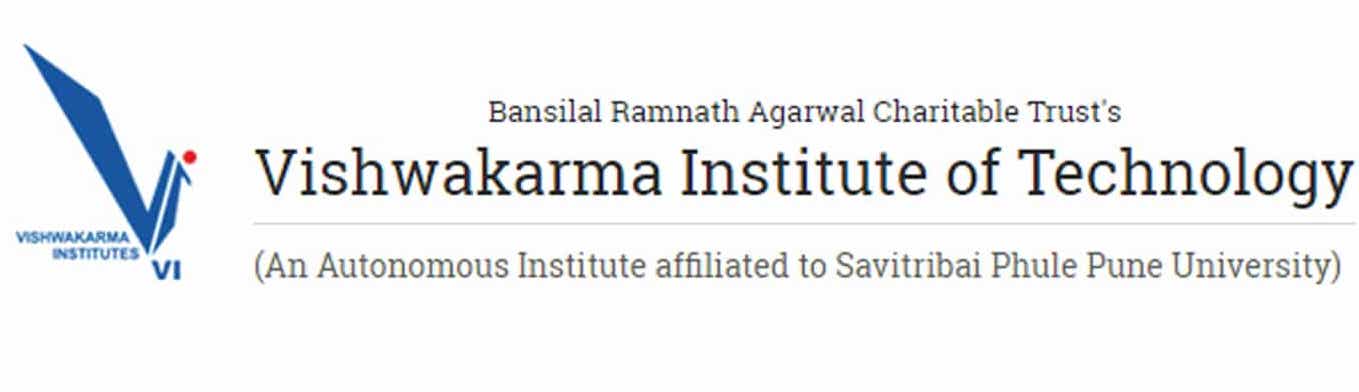 Bansilal Ramnath Agarwal Charitable Trust's
Vishwakarma Institute of Technology
(An Autonomous Institute affiliated to Savitribai Phule Pune University)
VISHWAKARMA
INSTITUTES
VI